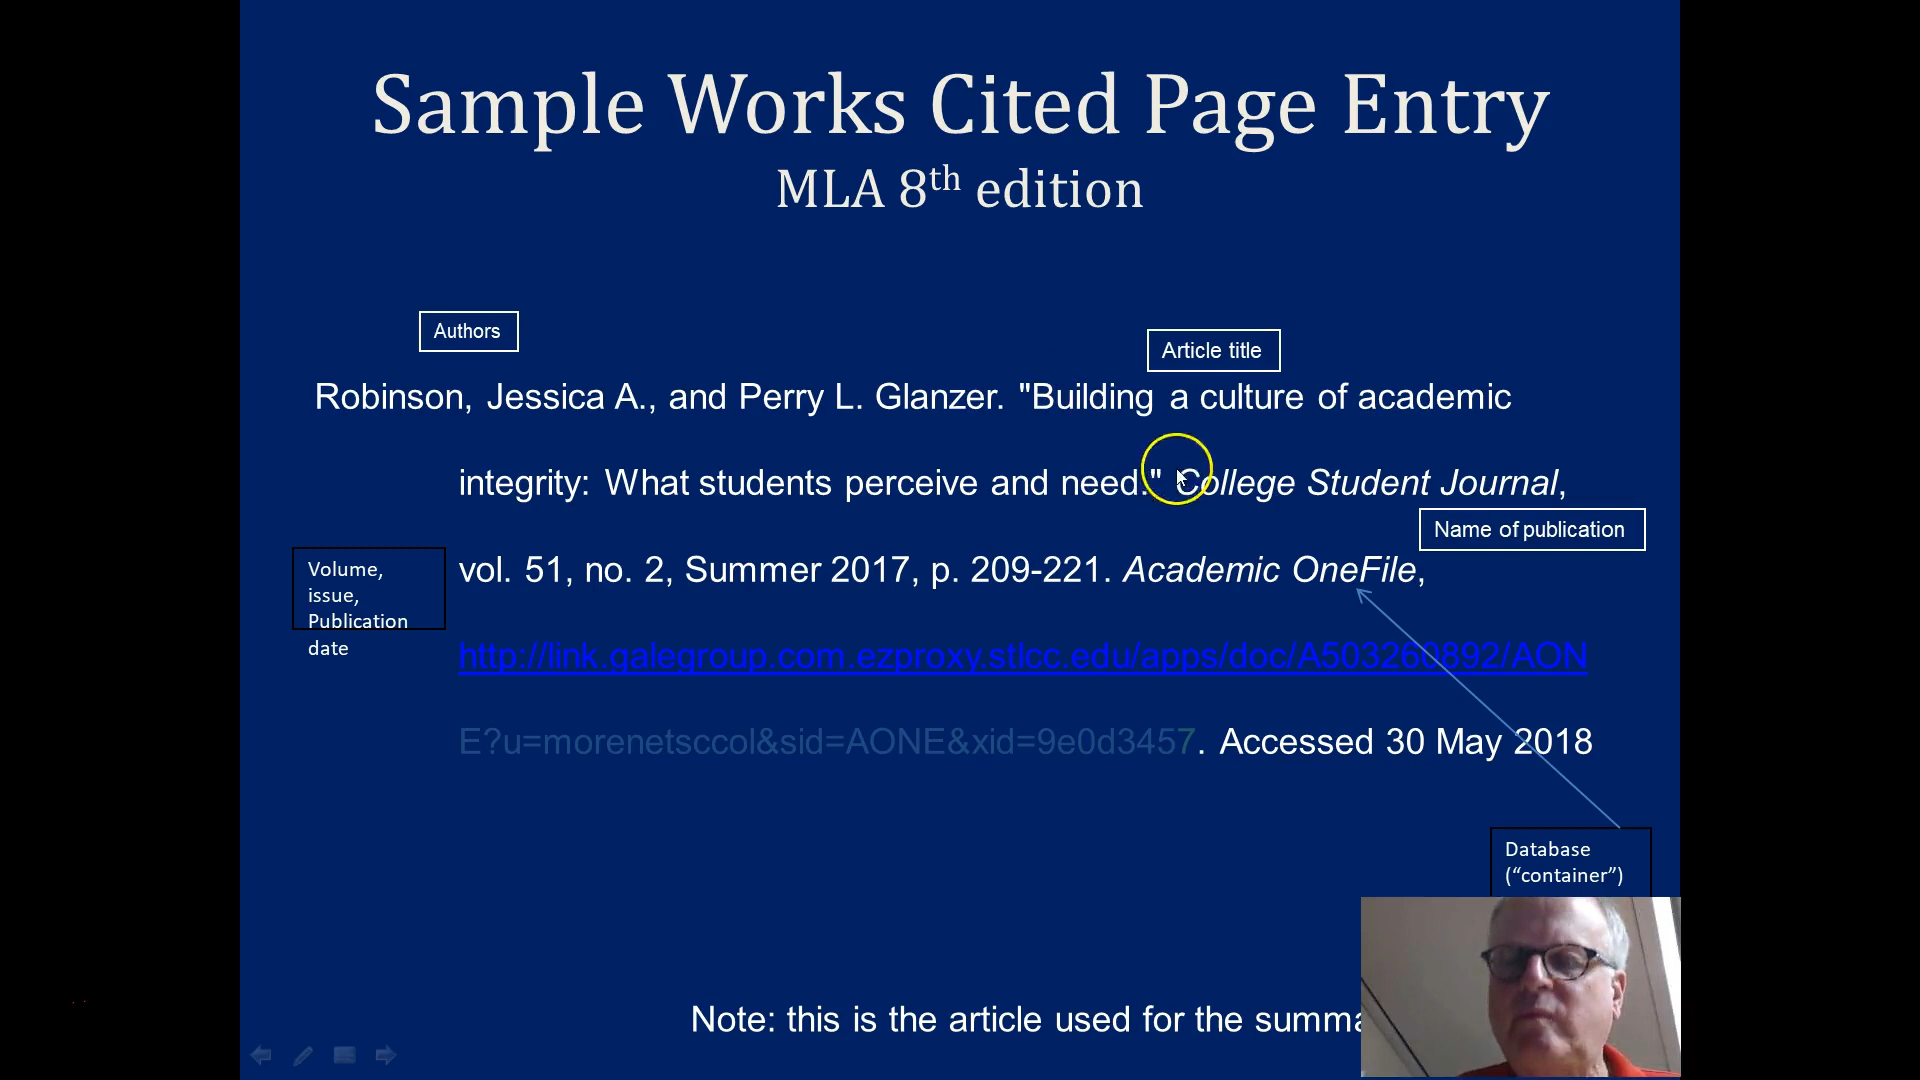 Sample Works Cited Page Entry
MLA 8th edition
Authors
Article title
Robinson, Jessica A., and Perry L. Glanzer. "Building a culture of academic
integrity: What students perceive and need." College Student Journal,
Name of publication
Volume,
issue,
Publication
date
vol. 51, no. 2, Summer 2017, p. 209-221. Academic OneFile,
http://link.galegroup.com.ezproxy.stlcc.edu/apps/doc/A503260892/AON
E?u=morenetsccol&sid=AONE&xid=9e0d3457. Accessed 30 May 2018
Database
(“container”)
Note: this is the article used for the